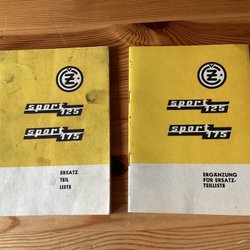 ČZ
sport 125
sport 175
ERSATZ
TEIL
LISTE
ČZ
sport 125
sport 175
ERGÄNZUNG
FÜR ERSATZ-
TEILLISTE